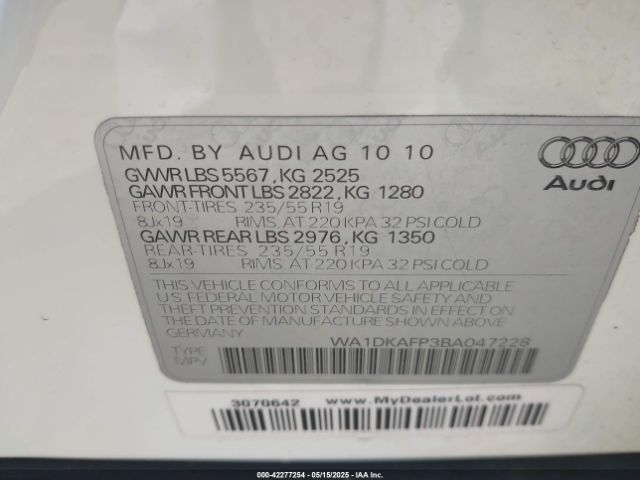 MFD. BY AUDI AG 10 10
GVWR LBS 5567, KG 2525
GAWR FRONT LBS 2822, KG 1280
FRONT-TIRES 235/55 R19
8Jx19 RIMS, AT 220 KPA 32 PSI COLD
GAWR REAR LBS 2976, KG 1350
REAR-TIRES 235/55 R19
8Jx19 RIMS, AT 220 KPA 32 PSI COLD
Audi
THIS VEHICLE CONFORMS TO ALL APPLICABLE
U.S. FEDERAL MOTOR VEHICLE SAFETY AND
THEFT PREVENTION STANDARDS IN EFFECT ON
THE DATE OF MANUFACTURE SHOWN ABOVE.
GERMANY
WA1DKAFP3BA047228
TYPE:
MPV
3070642 www.MyDealerLot.com
000-42277254 - 05/15/2025 - IAA Inc.